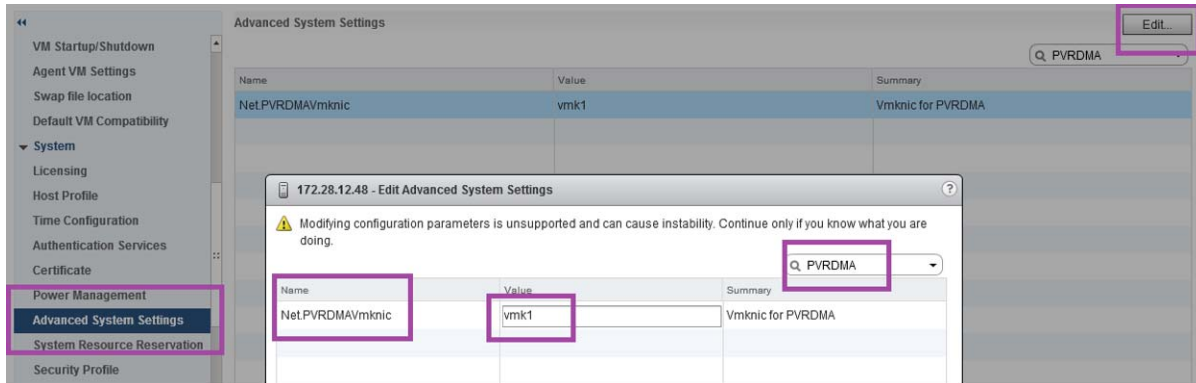 Advanced System Settings
Edit...
PVRDMA
VM Startup/Shutdown
Agent VM Settings
Swap file location
Default VM Compatibility
System
Licensing
Host Profile
Time Configuration
Authentication Services
Certificate
Power Management
Advanced System Settings
System Resource Reservation
Security Profile
Name Value Summary
Net.PVRDMAVmknic vmk1 Vmknic for PVRDMA
172.28.12.48 - Edit Advanced System Settings
?
Modifying configuration parameters is unsupported and can cause instability. Continue only if you know what you are
doing.
PVRDMA
Name Value Summary
Net.PVRDMAVmknic vmk1 Vmknic for PVRDMA